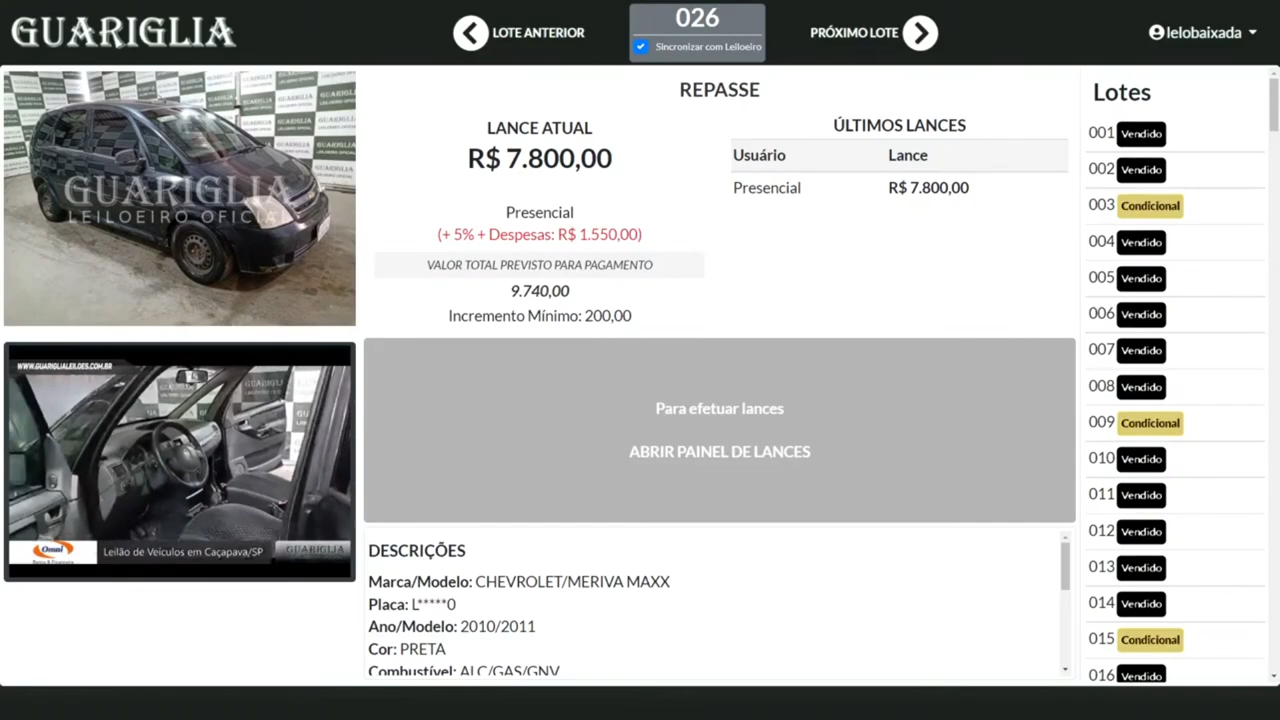 GUARIGLIA
LOTE ANTERIOR
026
Sincronizar com Leiloeiro
PRÓXIMO LOTE
lelobaixada
GUARIGLIA
LEILOEIRO OFICIAL
REPASSE
LANCE ATUAL
R$ 7.800,00
Presencial
(+ 5% + Despesas: R$ 1.550,00)
VALOR TOTAL PREVISTO PARA PAGAMENTO
9.740,00
Incremento Mínimo: 200,00
ÚLTIMOS LANCES
Usuário Lance
Presencial R$ 7.800,00
WWW.GUARIGLIALEILOES.COM.BR
Omni
Leilão de Veículos em Caçapava/SP
GUARIGLIA
Para efetuar lances
ABRIR PAINEL DE LANCES
DESCRIÇÕES
Marca/Modelo: CHEVROLET/MERIVA MAXX
Placa: L*****0
Ano/Modelo: 2010/2011
Cor: PRETA
Combustível: ALC/GAS/GNV
Lotes
001 Vendido
002 Vendido
003 Condicional
004 Vendido
005 Vendido
006 Vendido
007 Vendido
008 Vendido
009 Condicional
010 Vendido
011 Vendido
012 Vendido
013 Vendido
014 Vendido
015 Condicional
016 Vendido